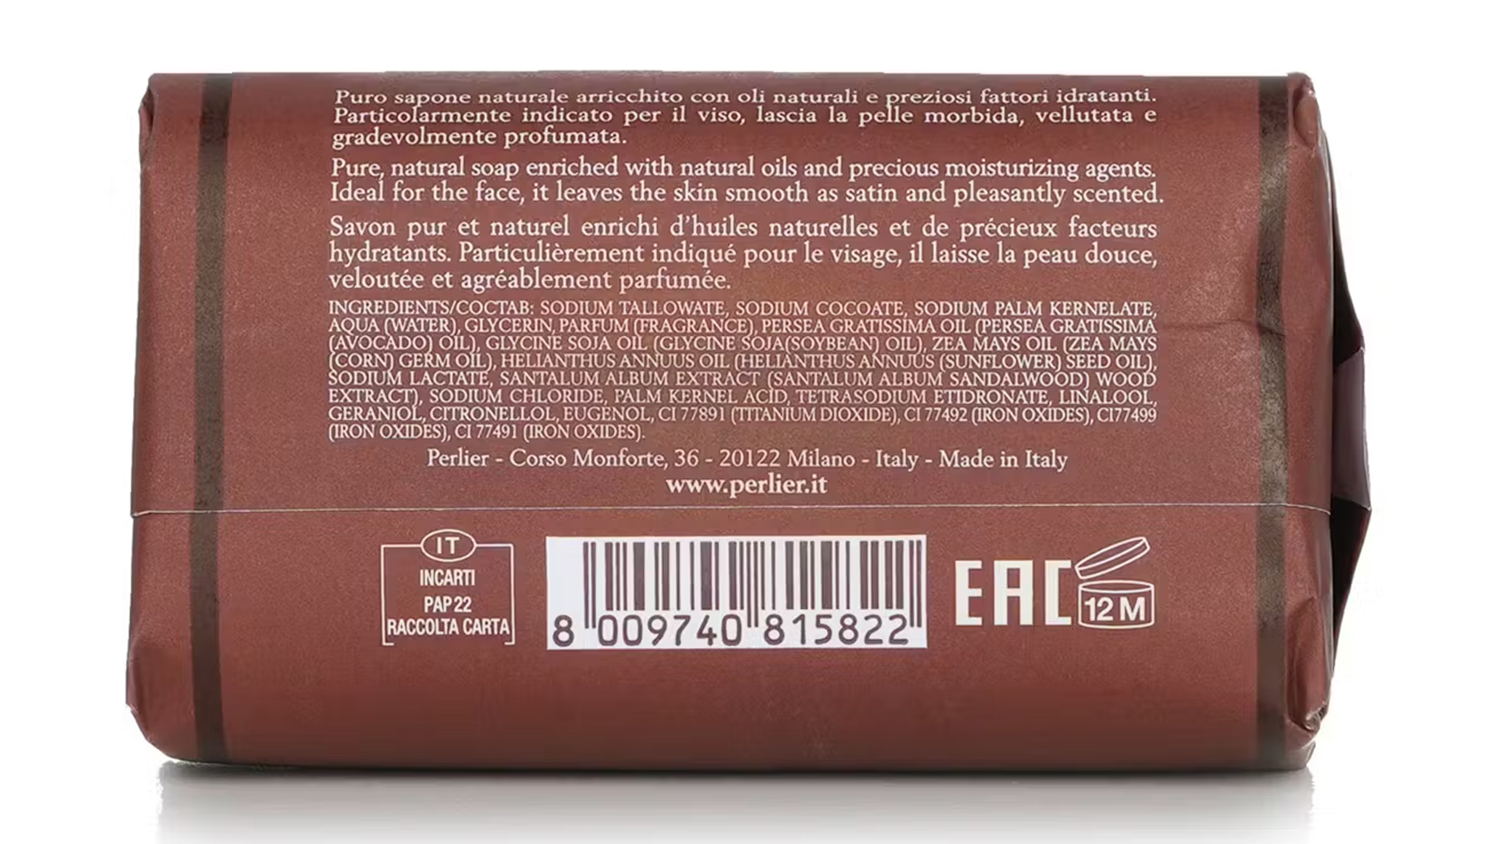 Puro sapone naturale arricchito con oli naturali e preziosi fattori idratanti.
Particolarmente indicato per il viso, lascia la pelle morbida, vellutata e
gradevolmente profumata.
Pure, natural soap enriched with natural oils and precious moisturizing agents.
Ideal for the face, it leaves the skin smooth as satin and pleasantly scented.
Savon pur et naturel enrichi d'huiles naturelles et de précieux facteurs
hydratants. Particulièrement indiqué pour le visage, il laisse la peau douce,
veloutée et agréablement parfumée.
INGREDIENTS/COCTAB: SODIUM TALLOWATE, SODIUM COCOATE, SODIUM PALM KERNELATE,
AQUA (WATER), GLYCERIN, PARFUM (FRAGRANCE), PERSEA GRATISSIMA OIL (PERSEA GRATISSIMA
(AVOCADO) OIL), GLYCINE SOJA OIL (GLYCINE SOJA(SOYBEAN) OIL), ZEA MAYS OIL (ZEA MAYS
(CORN) GERM OIL), HELIANTHUS ANNUUS OIL (HELIANTHUS ANNUUS (SUNFLOWER) SEED OIL),
SODIUM LACTATE, SANTALUM ALBUM EXTRACT (SANTALUM ALBUM SANDALWOOD) WOOD
EXTRACT), SODIUM CHLORIDE, PALM KERNEL ACID, TETRASODIUM ETIDRONATE, LINALOOL,
GERANIOL, CITRONELLOL, EUGENOL, CI 77891 (TITANIUM DIOXIDE), CI 77492 (IRON OXIDES), CI77499
(IRON OXIDES), CI 77491 (IRON OXIDES).
Perlier - Corso Monforte, 36 - 20122 Milano - Italy - Made in Italy
www.perlier.it
IT
INCARTI
PAP 22
RACCOLTA CARTA
8 009740 815822
EAC
12 M